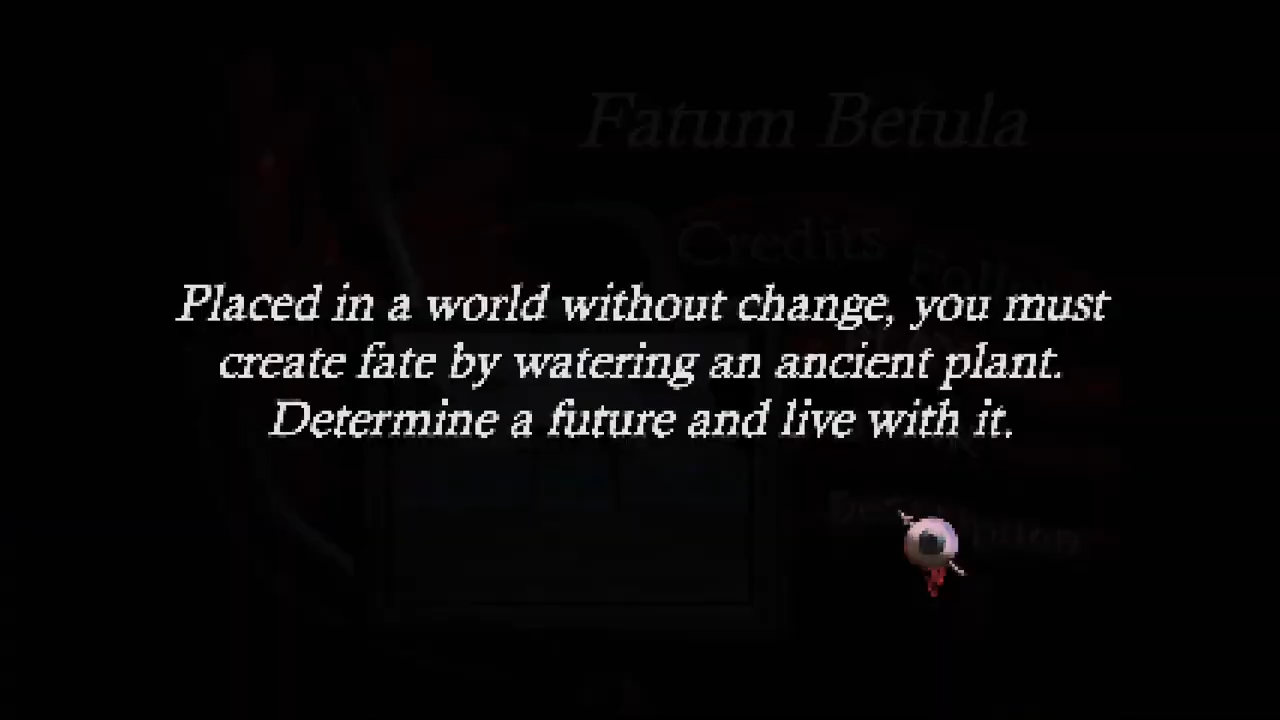 Fatum Betula
Credits
Placed in a world without change, you must
create fate by watering an ancient plant.
Determine a future and live with it.